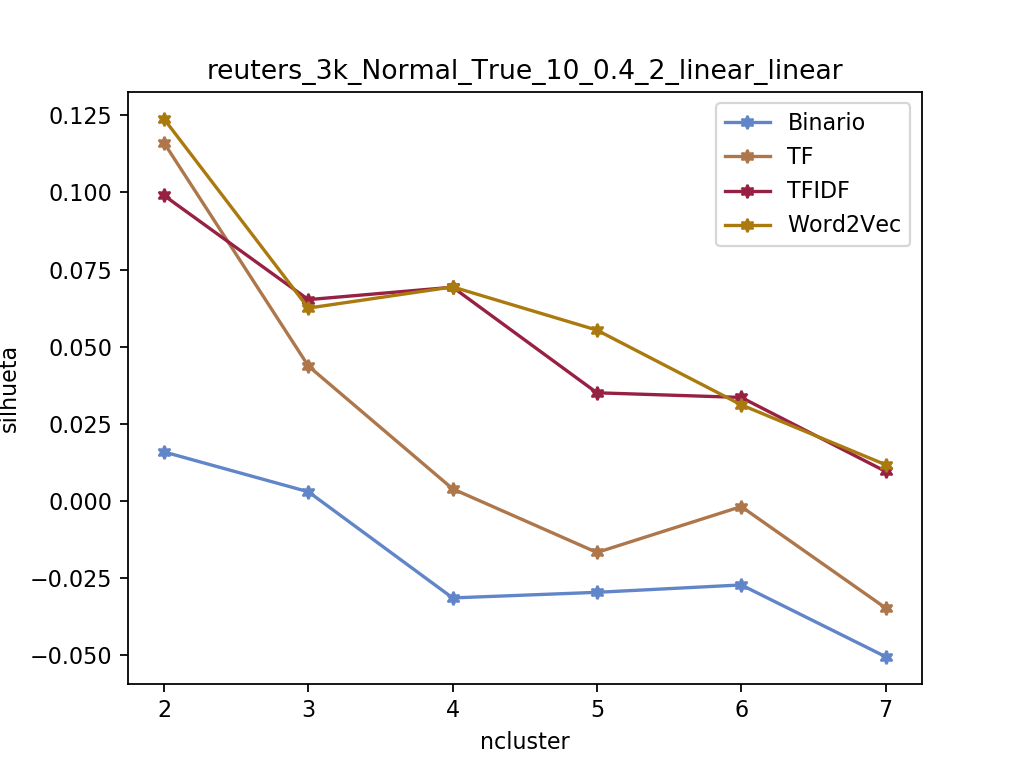 reuters_3k_Normal_True_10_0.4_2_linear_linear
Binario
TF
TFIDF
Word2Vec
0.125
0.100
0.075
0.050
0.025
0.000
−0.025
−0.050
silhueta
2 3 4 5 6 7
ncluster